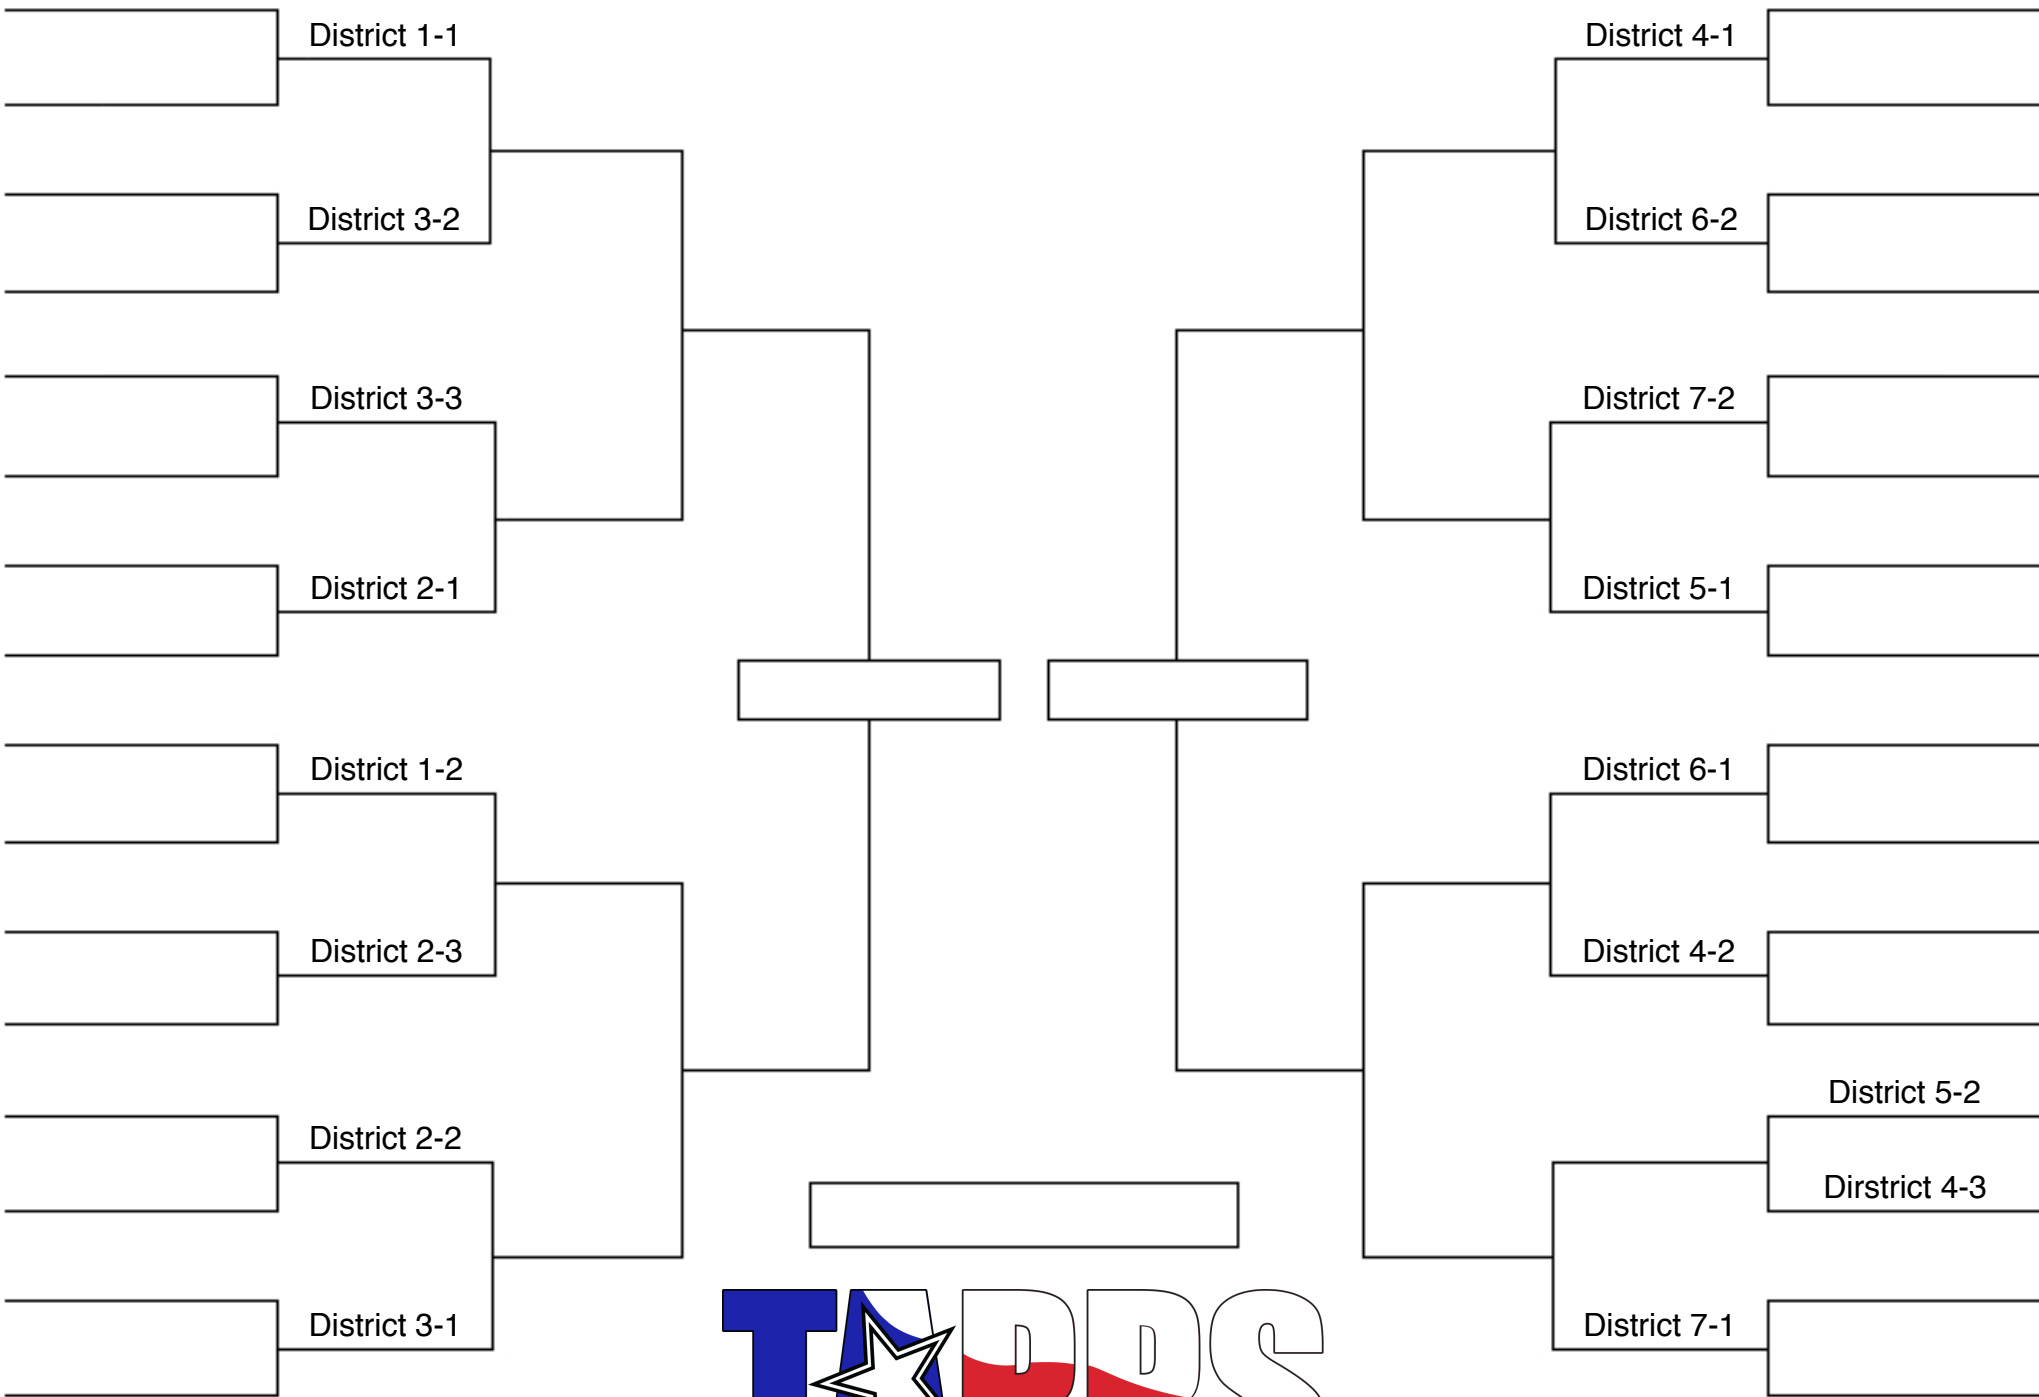 District 1-1
District 3-2
District 3-3
District 2-1
District 1-2
District 2-3
District 2-2
District 3-1
District 4-1
District 6-2
District 7-2
District 5-1
District 6-1
District 4-2
District 5-2
Dirstrict 4-3
District 7-1
TAPPS